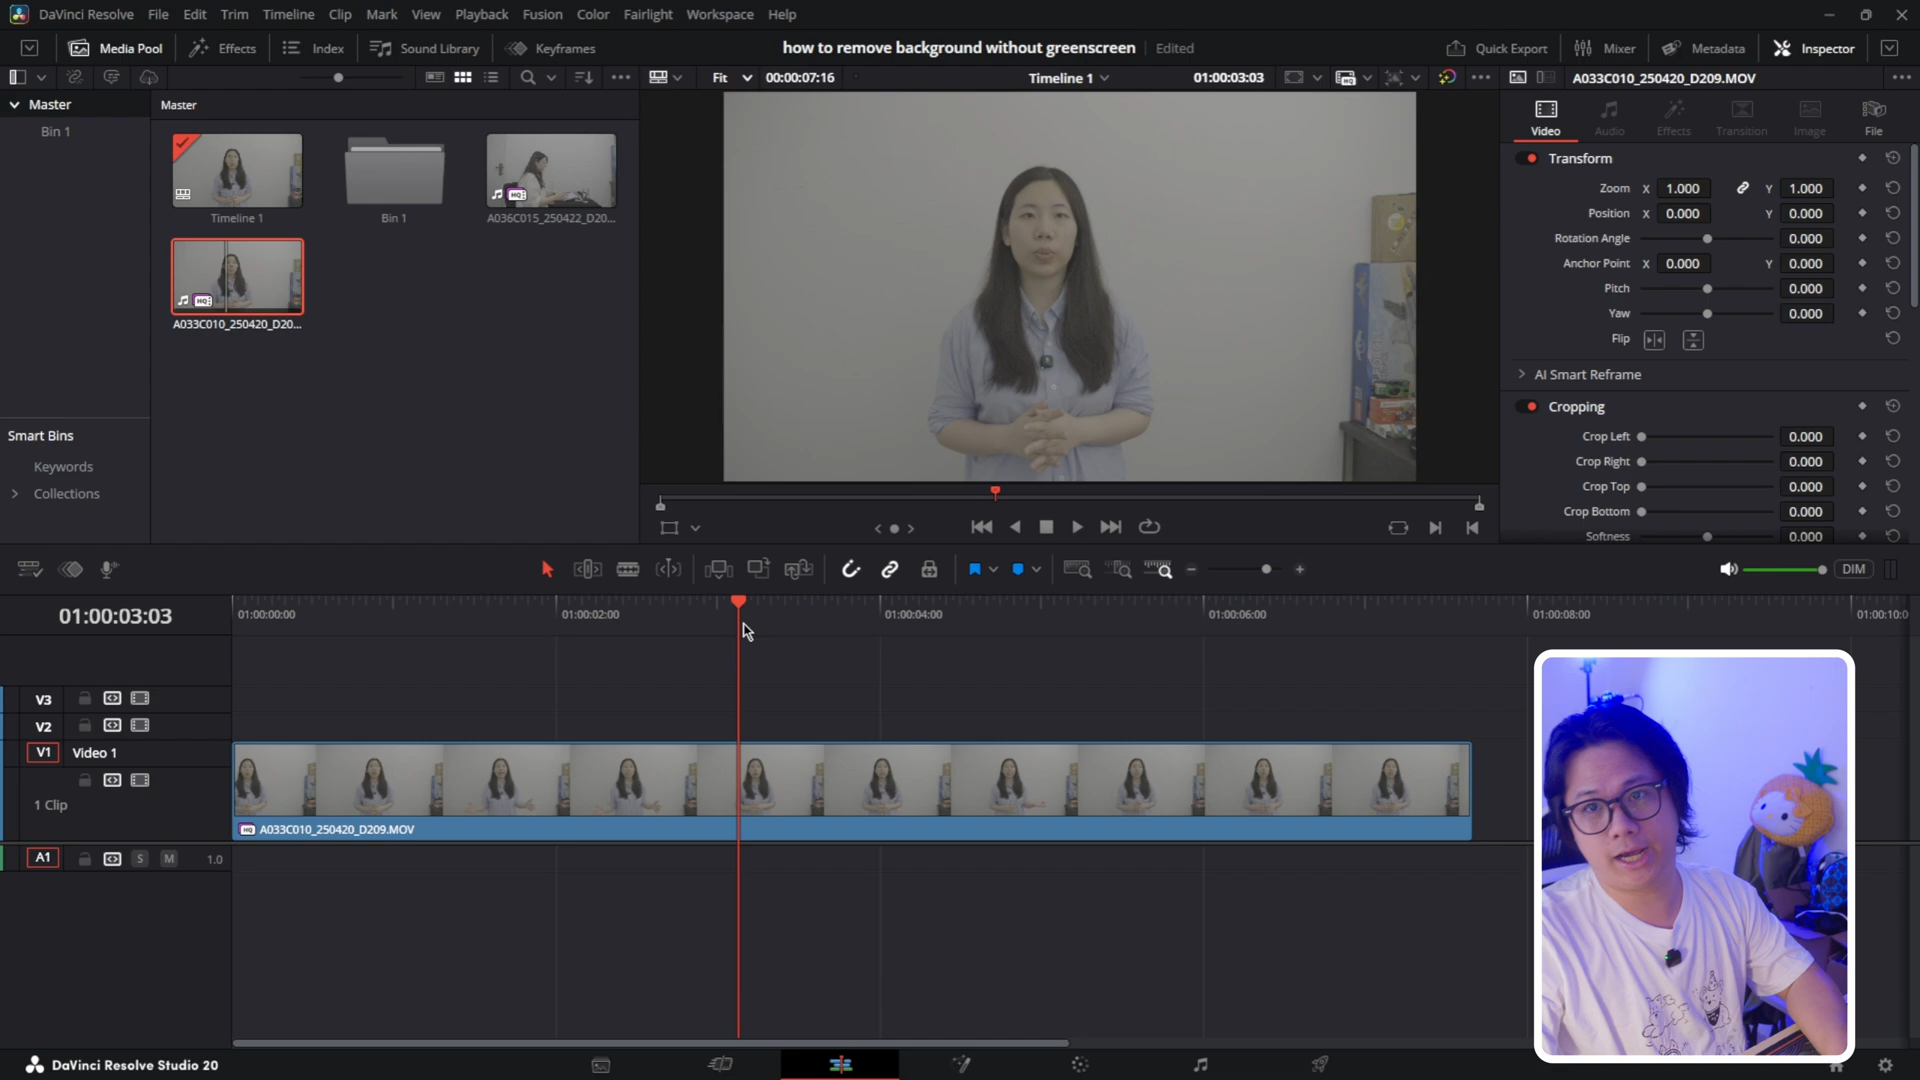 DaVinci Resolve File Edit Trim Timeline Clip Mark View Playback Fusion Color Fairlight Workspace Help
Media Pool Effects Index Sound Library Keyframes how to remove background without greenscreen Edited Quick Export Mixer Metadata Inspector
Fit 00:00:07:16 Timeline 1 01:00:03:03 A033C010_250420_D209.MOV
Master
Bin 1
Master
Timeline 1
Bin 1
HQ
A036C015_250422_D20...
HQ
A033C010_250420_D20...
Smart Bins
Keywords
Collections
Video Audio Effects Transition Image File
Transform
Zoom X 1.000 Y 1.000
Position X 0.000 Y 0.000
Rotation Angle 0.000
Anchor Point X 0.000 Y 0.000
Pitch 0.000
Yaw 0.000
Flip
AI Smart Reframe
Cropping
Crop Left 0.000
Crop Right 0.000
Crop Top 0.000
Crop Bottom 0.000
Softness 0.000
DIM
01:00:03:03
01:00:00:00 01:00:02:00 01:00:04:00 01:00:06:00 01:00:08:00 01:00:10:0
V3
V2
V1 Video 1
1 Clip
HQ A033C010_250420_D209.MOV
A1 S M 1.0
DaVinci Resolve Studio 20